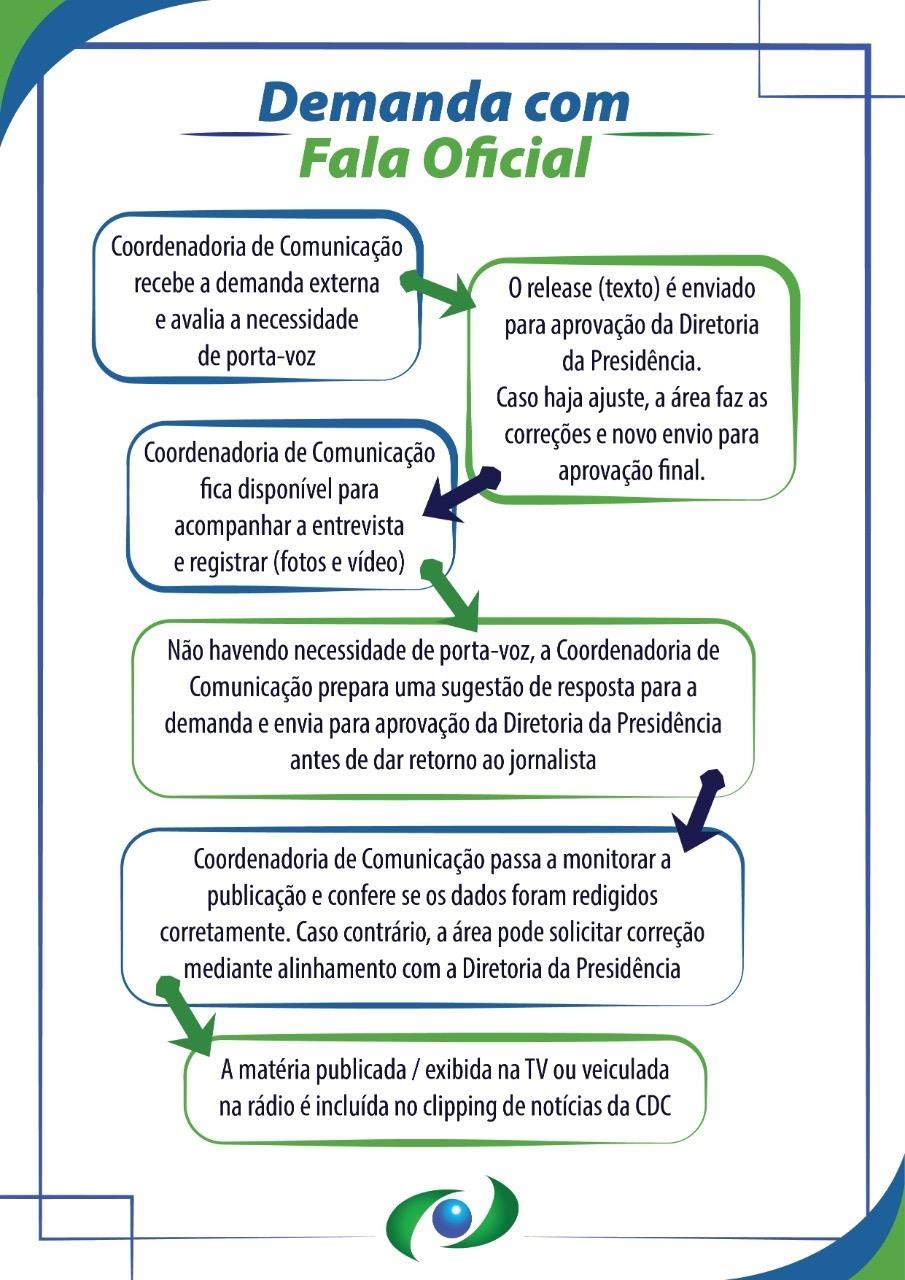 Demanda com
Fala Oficial
Coordenadoria de Comunicação
recebe a demanda externa
e avalia a necessidade
de porta-voz
O release (texto) é enviado
para aprovação da Diretoria
da Presidência.
Caso haja ajuste, a área faz as
correções e novo envio para
aprovação final.
Coordenadoria de Comunicação
fica disponível para
acompanhar a entrevista
e registrar (fotos e vídeo)
Não havendo necessidade de porta-voz, a Coordenadoria de
Comunicação prepara uma sugestão de resposta para a
demanda e envia para aprovação da Diretoria da Presidência
antes de dar retorno ao jornalista
Coordenadoria de Comunicação passa a monitorar a
publicação e confere se os dados foram redigidos
corretamente. Caso contrário, a área pode solicitar correção
mediante alinhamento com a Diretoria da Presidência
A matéria publicada / exibida na TV ou veiculada
na rádio é incluída no clipping de notícias da CDC